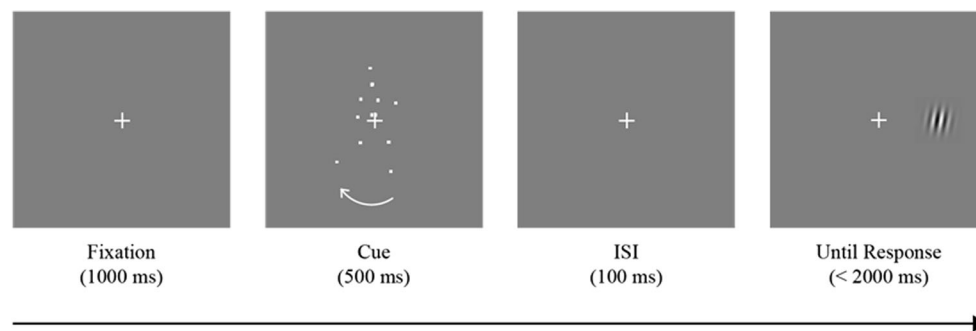 Fixation
(1000 ms)
Cue
(500 ms)
ISI
(100 ms)
Until Response
(< 2000 ms)